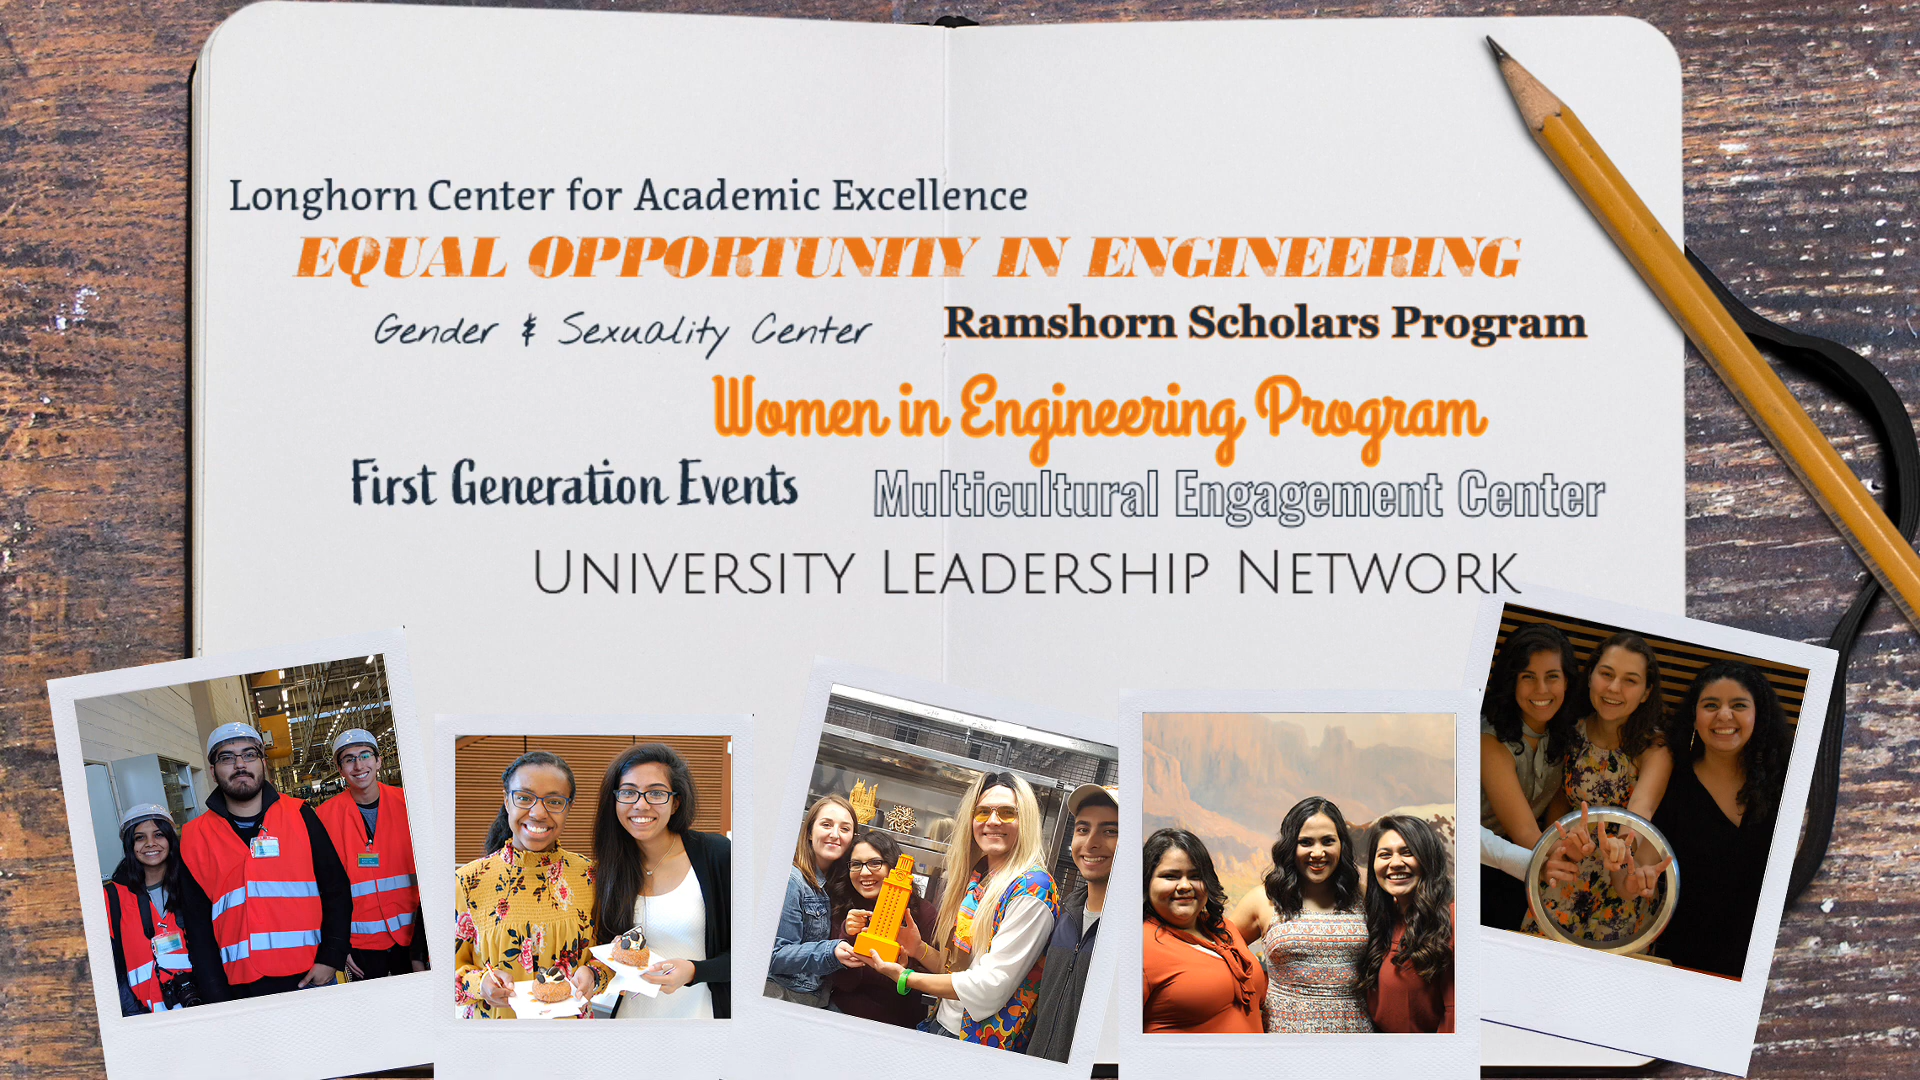 Longhorn Center for Academic Excellence
EQUAL OPPORTUNITY IN ENGINEERING
Gender & Sexuality Center
Ramshorn Scholars Program
Women in Engineering Program
First Generation Events
Multicultural Engagement Center
University Leadership Network